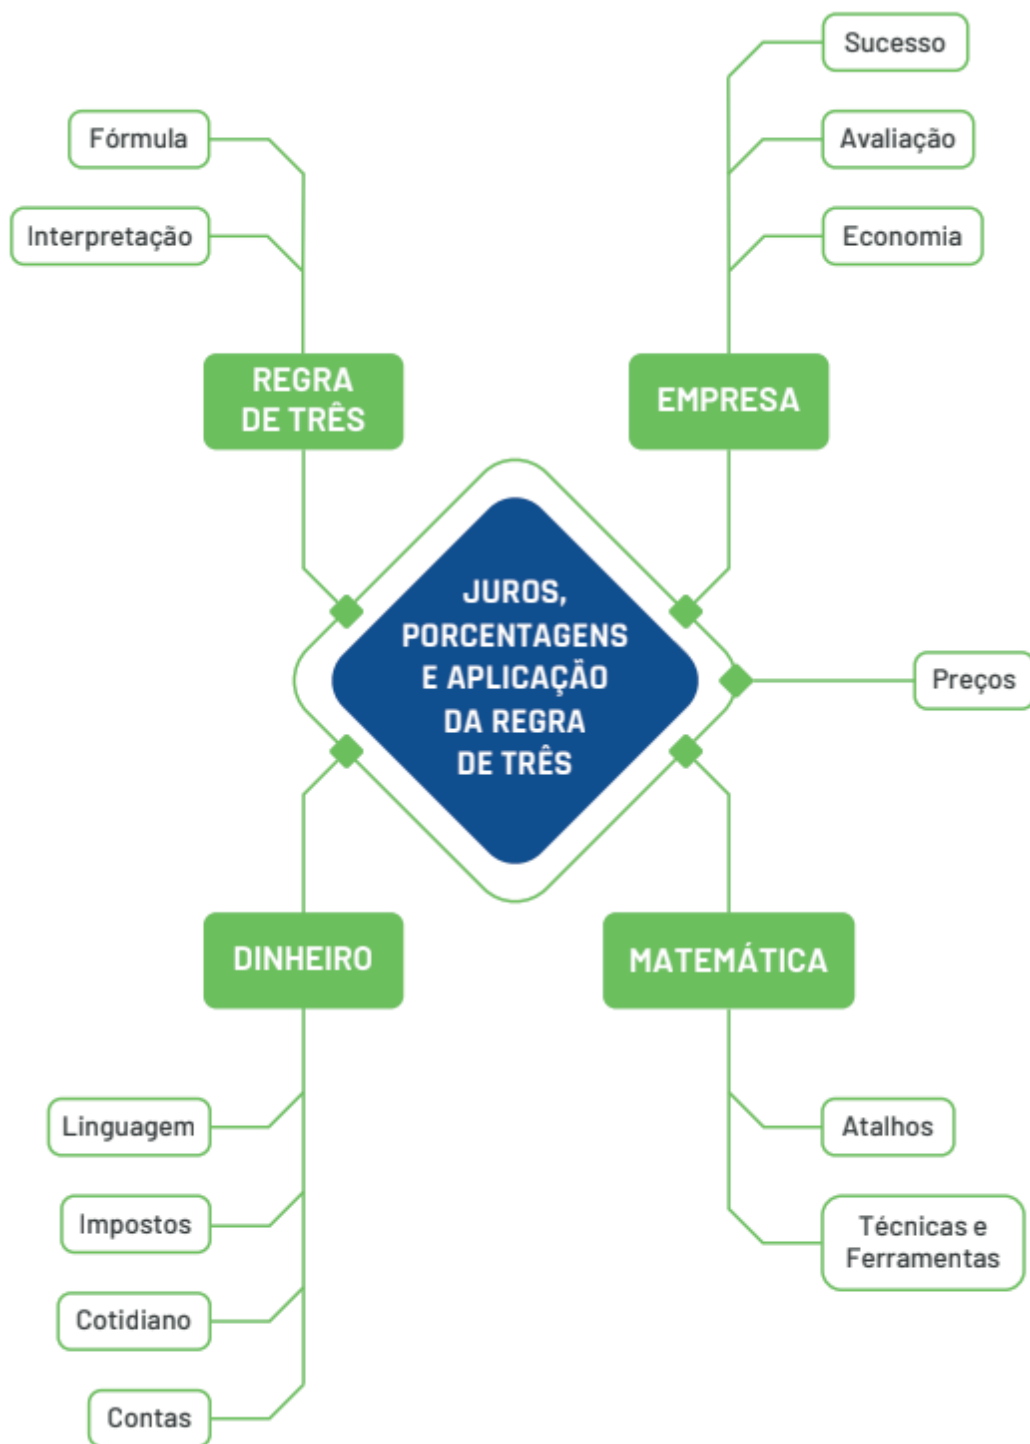 Sucesso
Fórmula
Avaliação
Interpretação
Economia
REGRA
DE TRÊS
EMPRESA
JUROS,
PORCENTAGENS
E APLICAÇÃO
DA REGRA
DE TRÊS
Preços
DINHEIRO
MATEMÁTICA
Linguagem
Atalhos
Impostos
Técnicas e
Ferramentas
Cotidiano
Contas